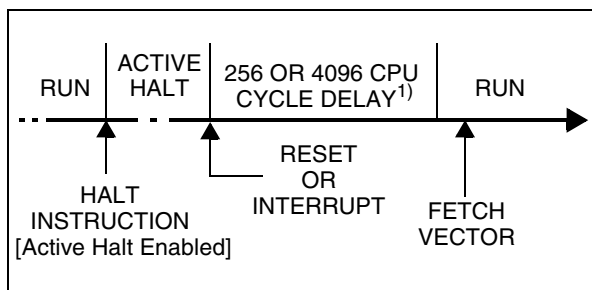 RUN
ACTIVE
HALT
256 OR 4096 CPU
CYCLE DELAY1)
RUN
HALT
INSTRUCTION
[Active Halt Enabled]
RESET
OR
INTERRUPT
FETCH
VECTOR